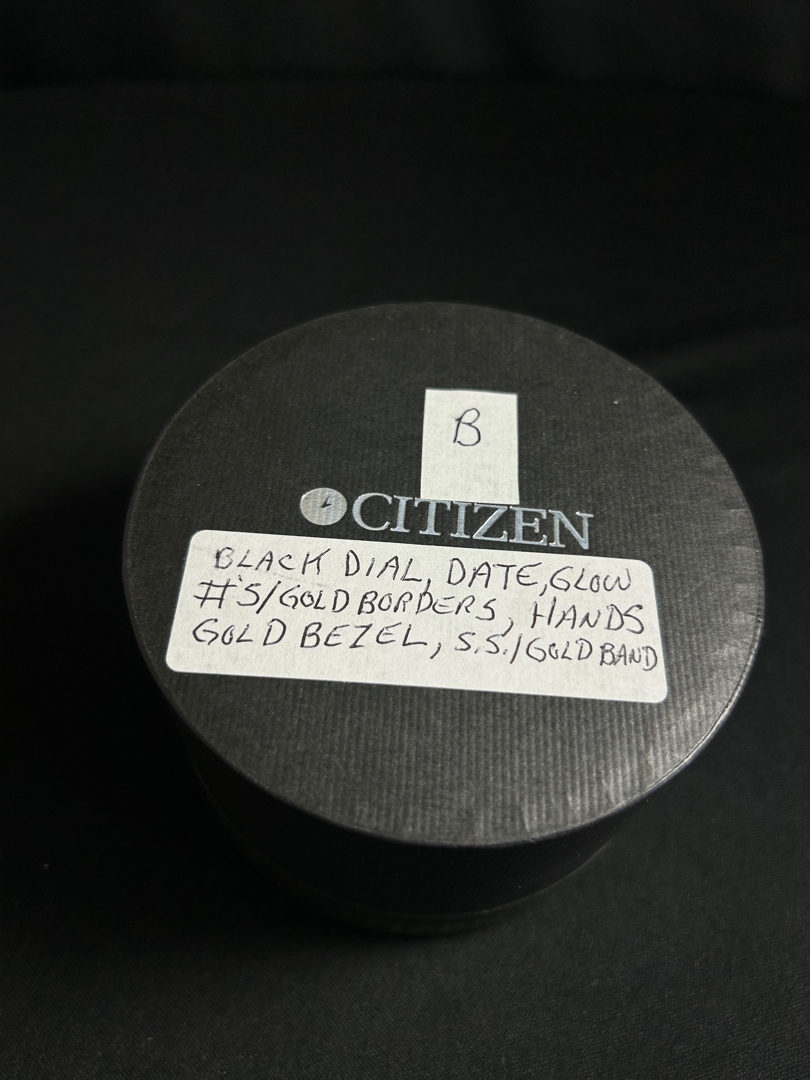 B
CITIZEN
BLACK DIAL, DATE, GLOW
#'S/GOLD BORDERS, HANDS
GOLD BEZEL, S.S./GOLD BAND